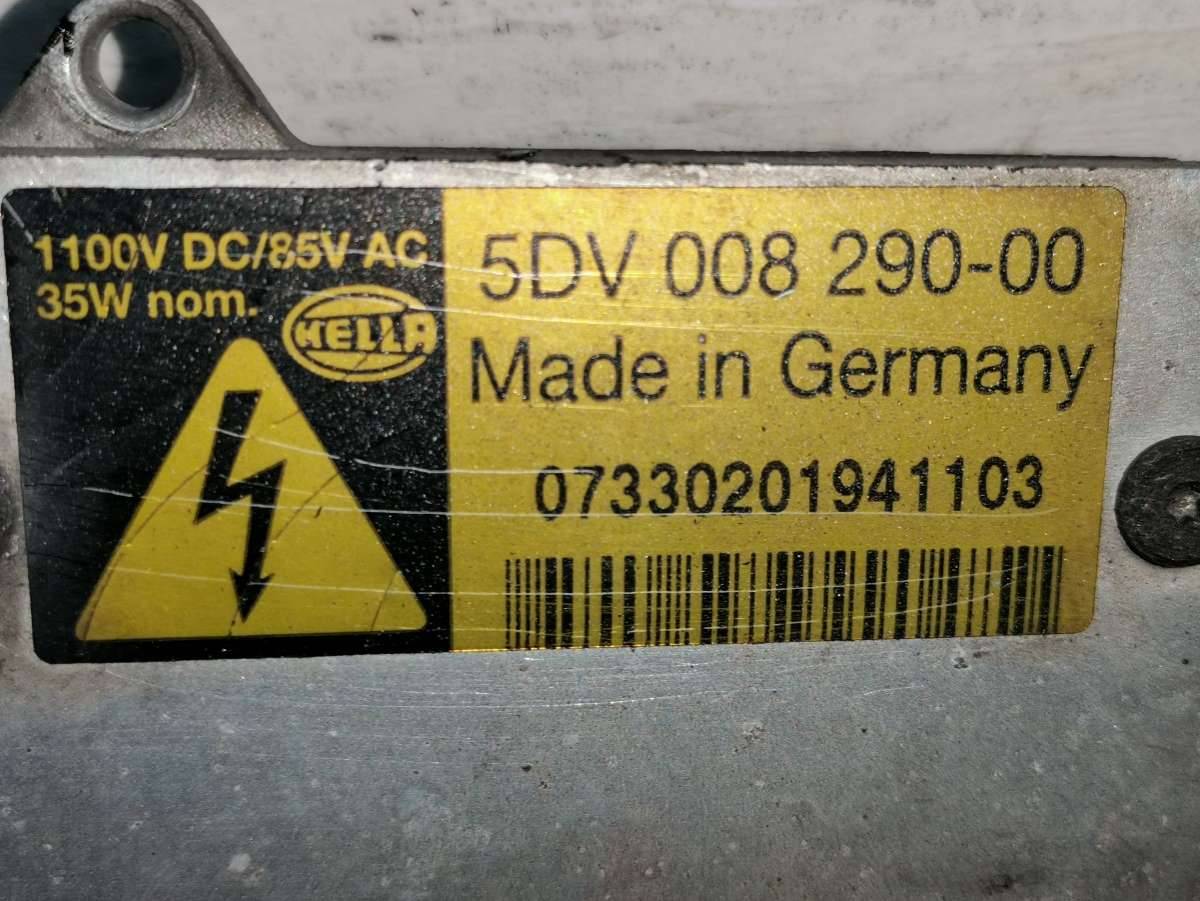 1100V DC/85V AC
35W nom.
HELLA
5DV 008 290-00
Made in Germany
07330201941103